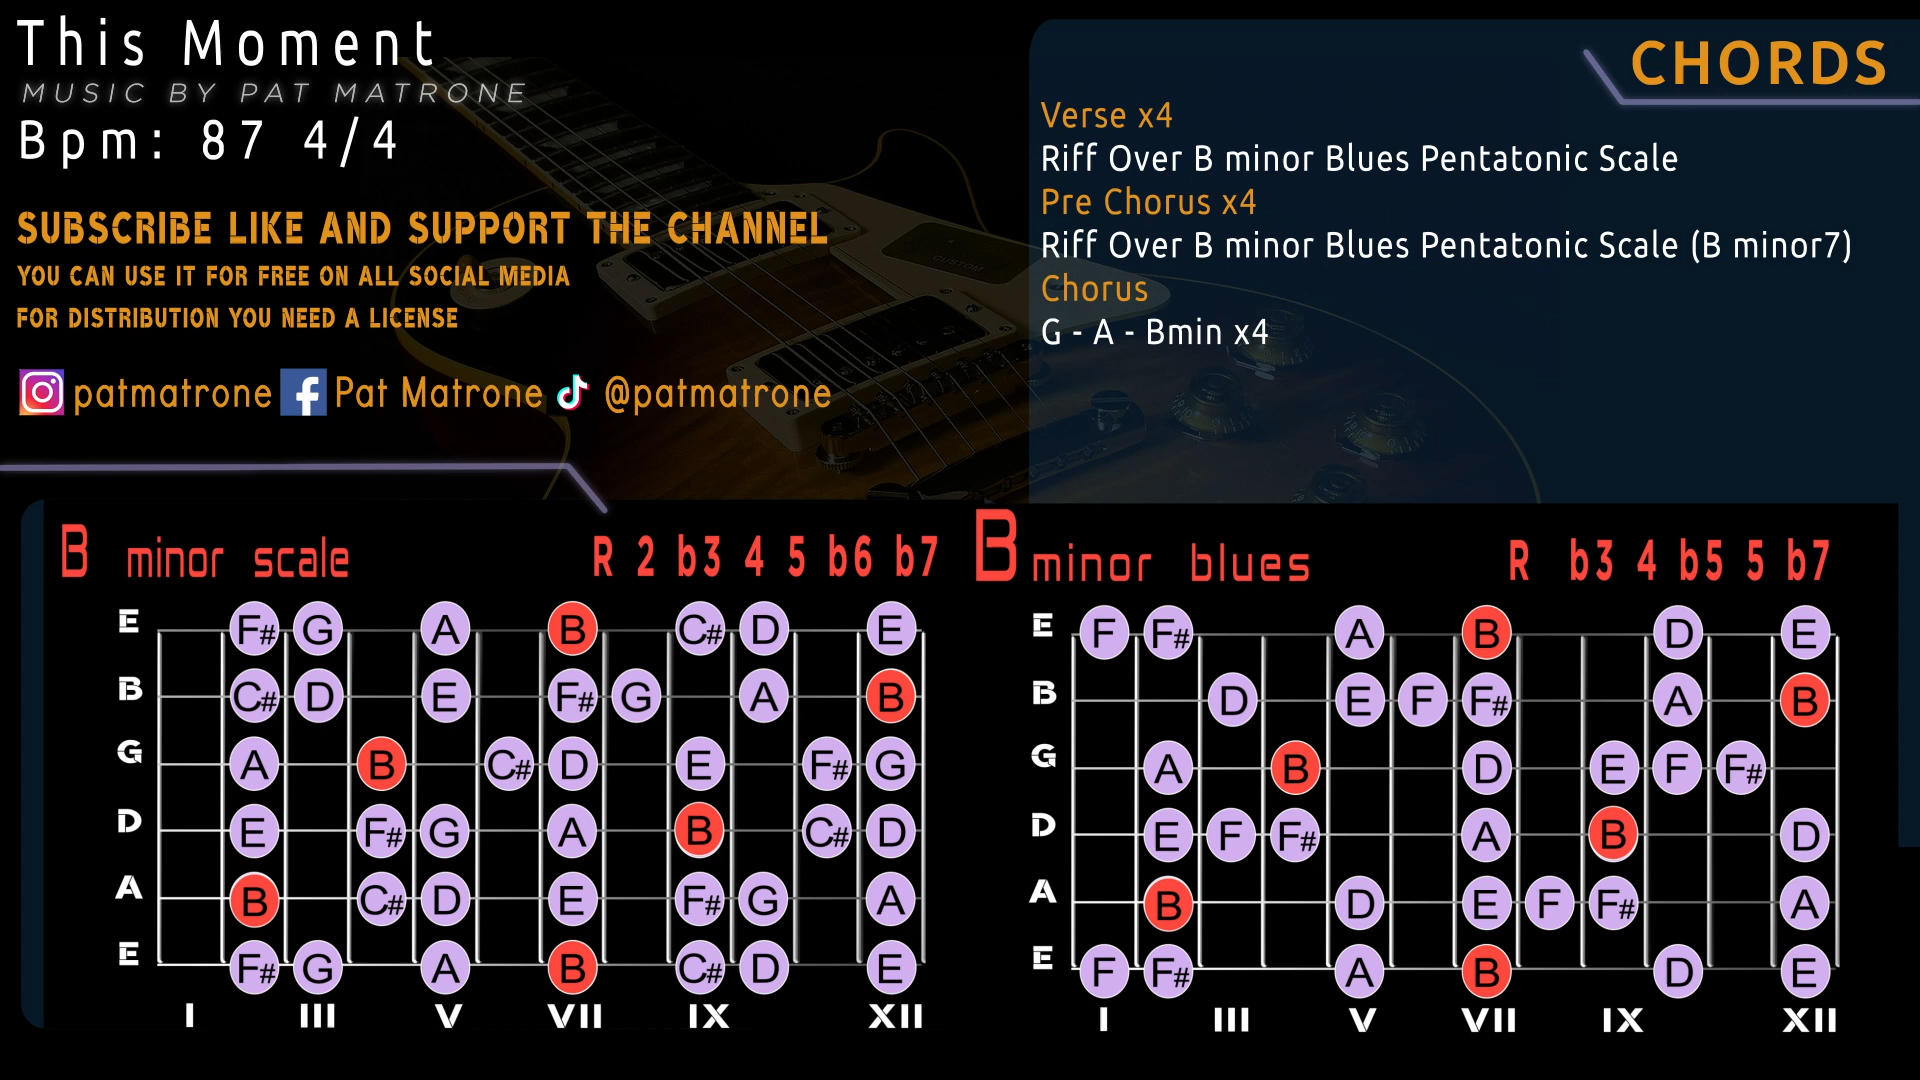 This Moment
MUSIC BY PAT MATRONE
Bpm: 87 4/4
SUBSCRIBE LIKE AND SUPPORT THE CHANNEL
YOU CAN USE IT FOR FREE ON ALL SOCIAL MEDIA
FOR DISTRIBUTION YOU NEED A LICENSE
patmatrone Pat Matrone @patmatrone
CHORDS
Verse x4
Riff Over B minor Blues Pentatonic Scale
Pre Chorus x4
Riff Over B minor Blues Pentatonic Scale (B minor7)
Chorus
G - A - Bmin x4
CUSTOM
B minor scale R 2 b3 4 5 b6 b7
E F# G A B C# D E
B C# D E F# G A B
G A B C# D E F# G
D E F# G A B C# D
A B C# D E F# G A
E F# G A B C# D E
I III V VII IX XII
B minor blues R b3 4 b5 5 b7
E F F# A B D E
B D E F F# A B
G A B D E F F#
D E F F# A B D
A B D E F F# A
E F F# A B D E
I III V VII IX XII